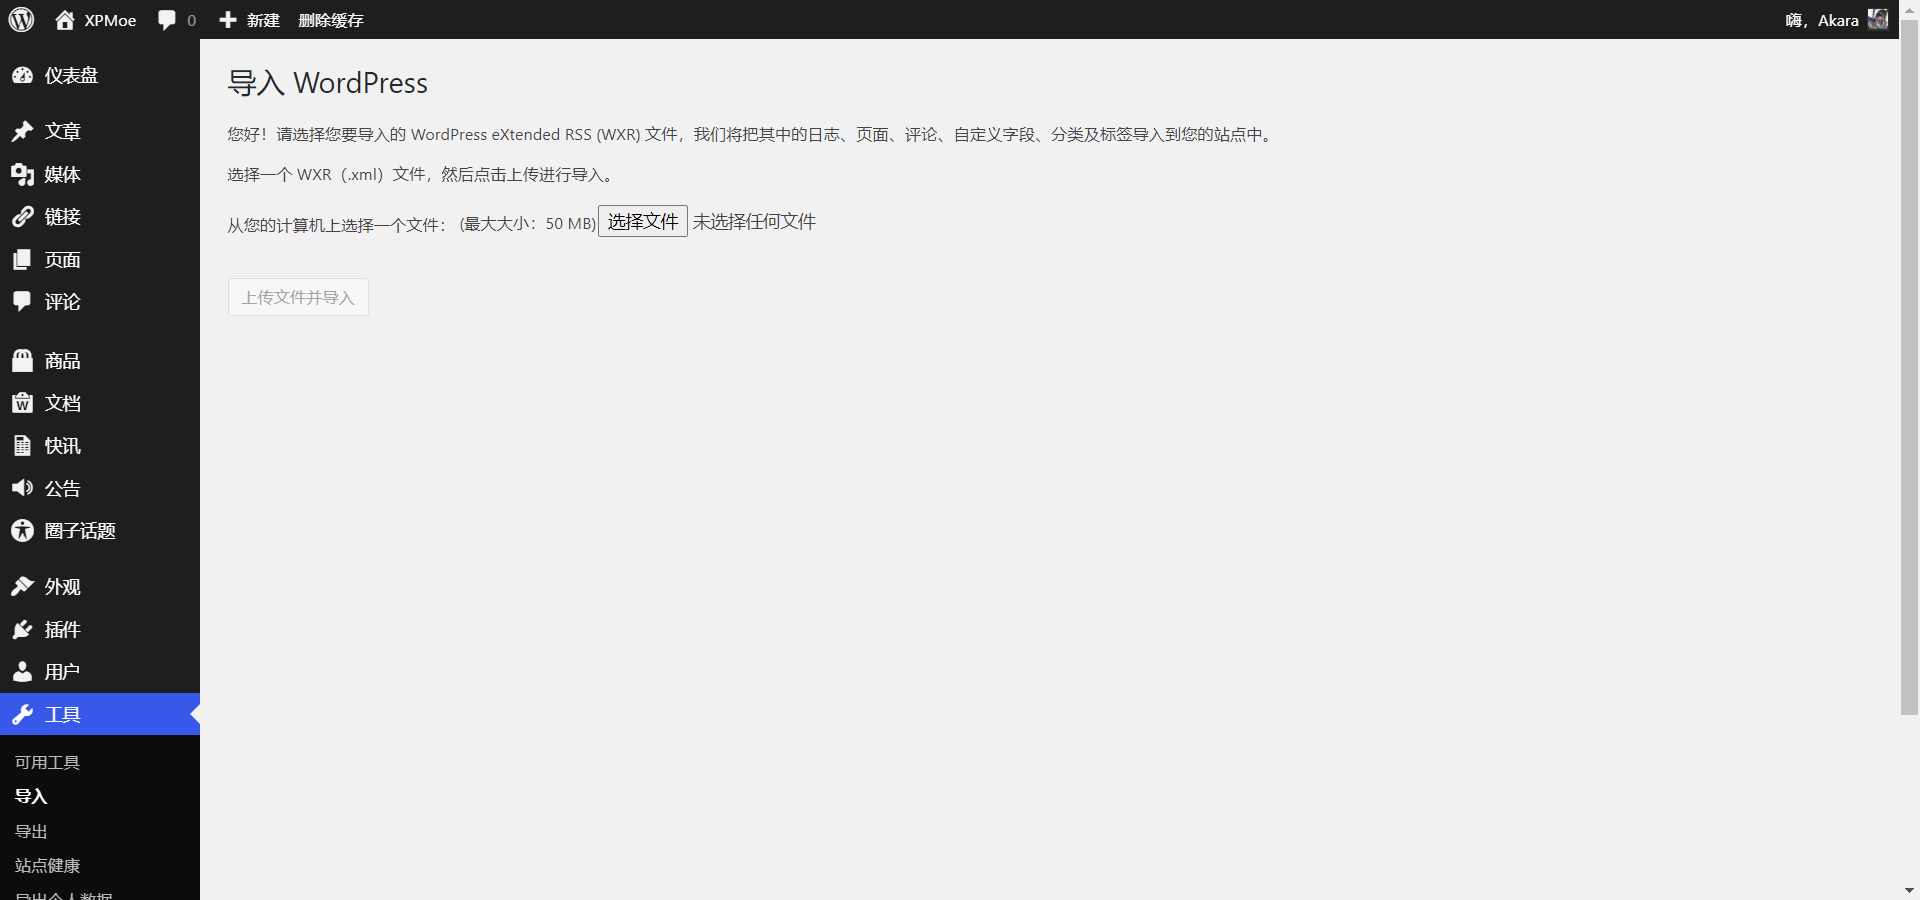 XPMoe 0 新建 删除缓存 嗨，Akara
仪表盘
文章
媒体
链接
页面
评论
商品
文档
快讯
公告
圈子话题
外观
插件
用户
工具
可用工具
导入
导出
站点健康
导出个人数据
导入 WordPress
您好！请选择您要导入的 WordPress eXtended RSS (WXR) 文件，我们将把其中的日志、页面、评论、自定义字段、分类及标签导入到您的站点中。
选择一个 WXR（.xml）文件，然后点击上传进行导入。
从您的计算机上选择一个文件： (最大大小：50 MB) 选择文件 未选择任何文件
上传文件并导入